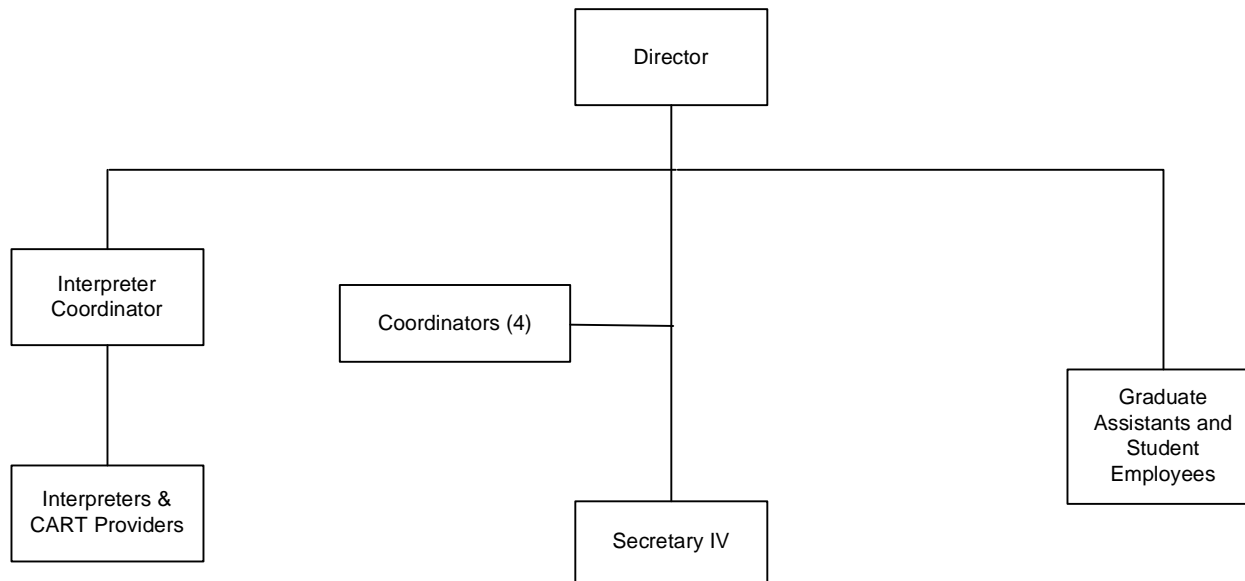 Director
Interpreter
Coordinator
Coordinators (4)
Graduate
Assistants and
Student
Employees
Interpreters &
CART Providers
Secretary IV